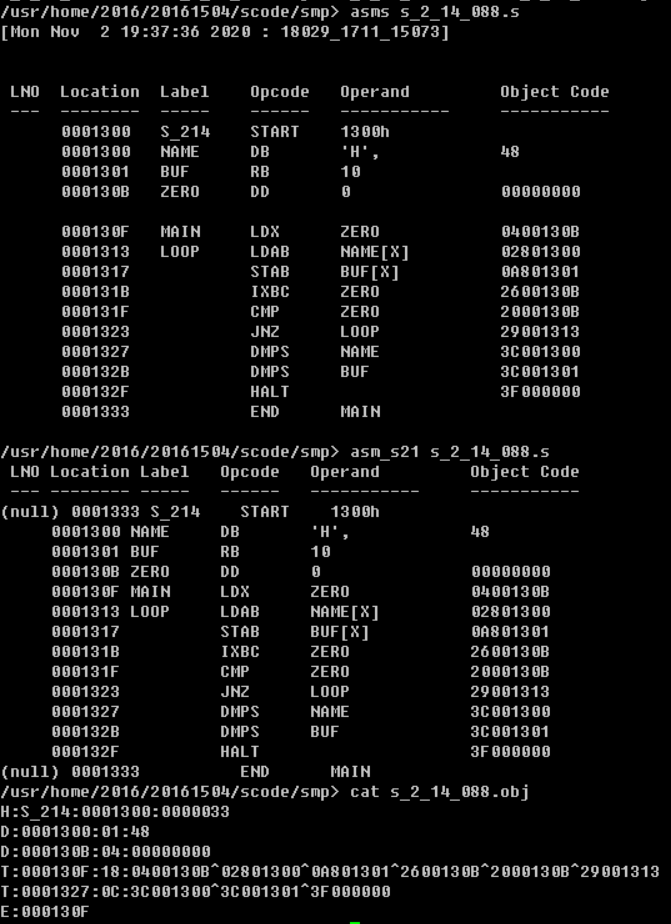 /usr/home/2016/20161504/scode/smp> asms s_2_14_088.s
[Mon Nov  2 19:37:36 2020 : 18029_1711_15073]
LNO  Location  Label    Opcode   Operand         Object Code
---  --------  -----    ------   -----------     -----------
0001300   S_214    START    1300h
0001300   NAME     DB       'H',            48
0001301   BUF      RB       10
000130B   ZERO     DD       0               00000000
000130F   MAIN     LDX      ZERO            0400130B
0001313   LOOP     LDAB     NAME[X]         02801300
0001317            STAB     BUF[X]          0A801301
000131B            IXBC     ZERO            2600130B
000131F            CMP      ZERO            2000130B
0001323            JNZ      LOOP            29001313
0001327            DMPS     NAME            3C001300
000132B            DMPS     BUF             3C001301
000132F            HALT                     3F000000
0001333            END      MAIN
/usr/home/2016/20161504/scode/smp> asm_s21 s_2_14_088.s
LNO Location Label   Opcode   Operand         Object Code
--- -------- -----   ------   -----------     -----------
(null) 0001333 S_214    START    1300h
0001300 NAME     DB       'H',            48
0001301 BUF      RB       10
000130B ZERO     DD       0               00000000
000130F MAIN     LDX      ZERO            0400130B
0001313 LOOP     LDAB     NAME[X]         02801300
0001317          STAB     BUF[X]          0A801301
000131B          IXBC     ZERO            2600130B
000131F          CMP      ZERO            2000130B
0001323          JNZ      LOOP            29001313
0001327          DMPS     NAME            3C001300
000132B          DMPS     BUF             3C001301
000132F          HALT                     3F000000
(null) 0001333          END      MAIN
/usr/home/2016/20161504/scode/smp> cat s_2_14_088.obj
H:S_214:0001300:0000033
D:0001300:01:48
D:000130B:04:00000000
T:000130F:18:0400130B^02801300^0A801301^2600130B^2000130B^29001313
T:0001327:0C:3C001300^3C001301^3F000000
E:000130F